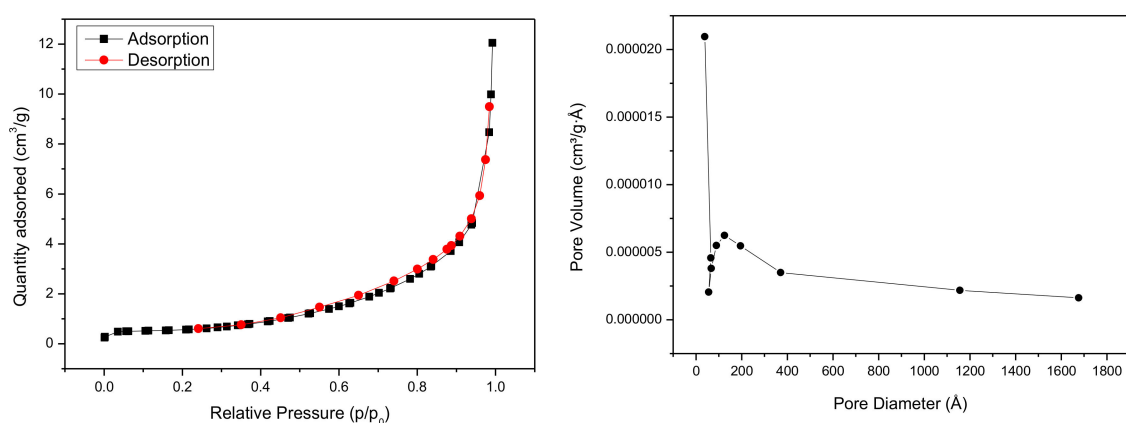 Adsorption
Desorption
Quantity adsorbed (cm³/g)
12
10
8
6
4
2
0
0.0 0.2 0.4 0.6 0.8 1.0
Relative Pressure (p/p₀)
Pore Volume (cm³/g·Å)
0.000020
0.000015
0.000010
0.000005
0.000000
0 200 400 600 800 1000 1200 1400 1600 1800
Pore Diameter (Å)